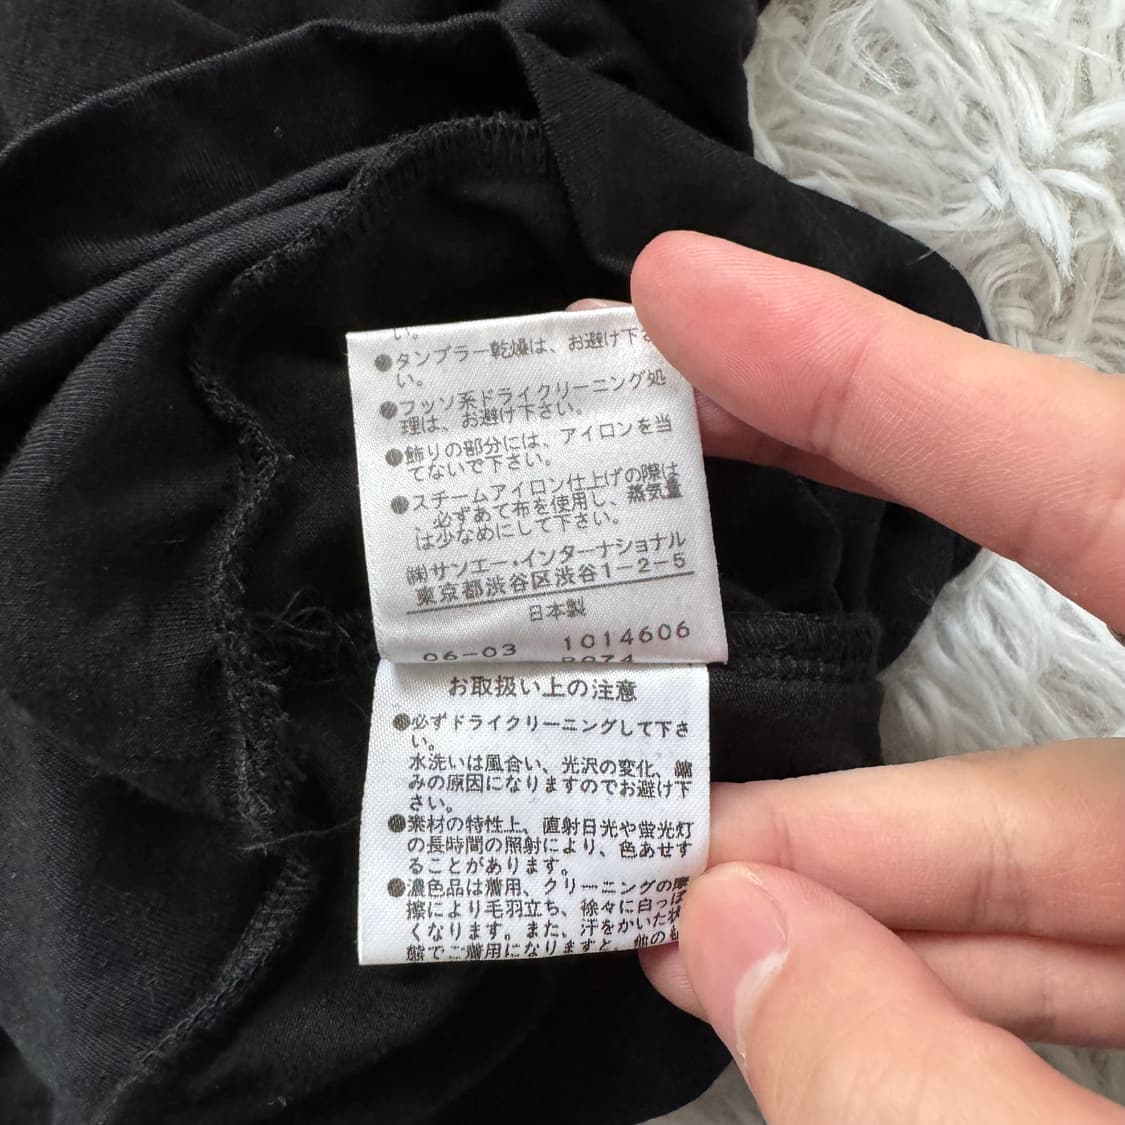 い。
●タンブラー乾燥は、お避け下さ
い。
●フッソ系ドライクリーニング処
理は、お避け下さい。
●飾りの部分には、アイロンを当
てないで下さい。
●スチームアイロン仕上げの際は
、必ずあて布を使用し、蒸気量
は少なめにして下さい。
㈱サンエー・インターナショナル
東京都渋谷区渋谷1-2-5
日本製
06-03 1014606
お取扱い上の注意
●必ずドライクリーニングして下さ
い。
水洗いは風合い、光沢の変化、縮
みの原因になりますのでお避け下
さい。
●素材の特性上、直射日光や蛍光灯
の長時間の照射により、色あせす
ることがあります。
●濃色品は着用、クリーニングの摩
擦により毛羽立ち、徐々に白っぽ
くなります。また、汗をかいた状
態でご着用になりますと、他の